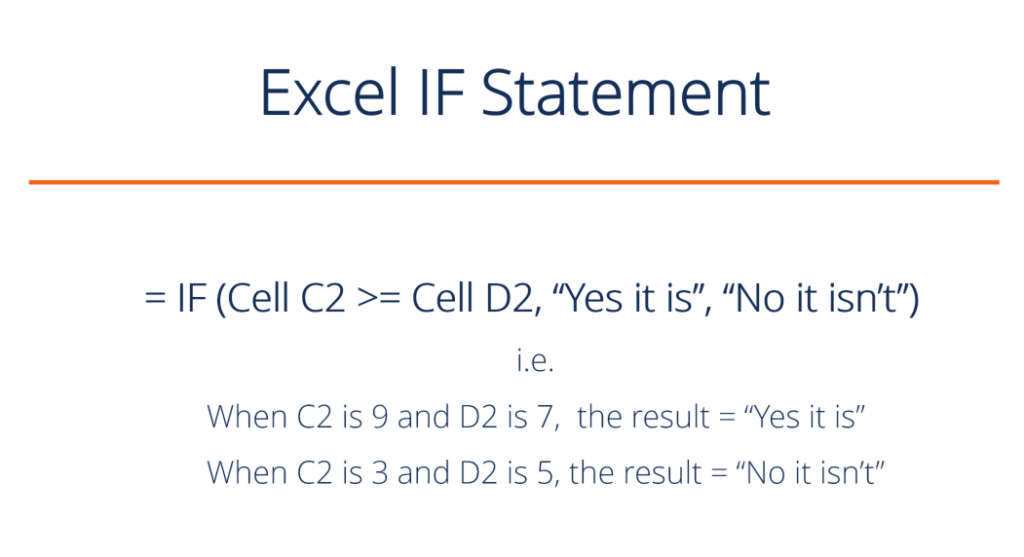 Excel IF Statement
= IF (Cell C2 >= Cell D2, “Yes it is”, “No it isn’t”)
i.e.
When C2 is 9 and D2 is 7,  the result = “Yes it is”
When C2 is 3 and D2 is 5, the result = “No it isn’t”